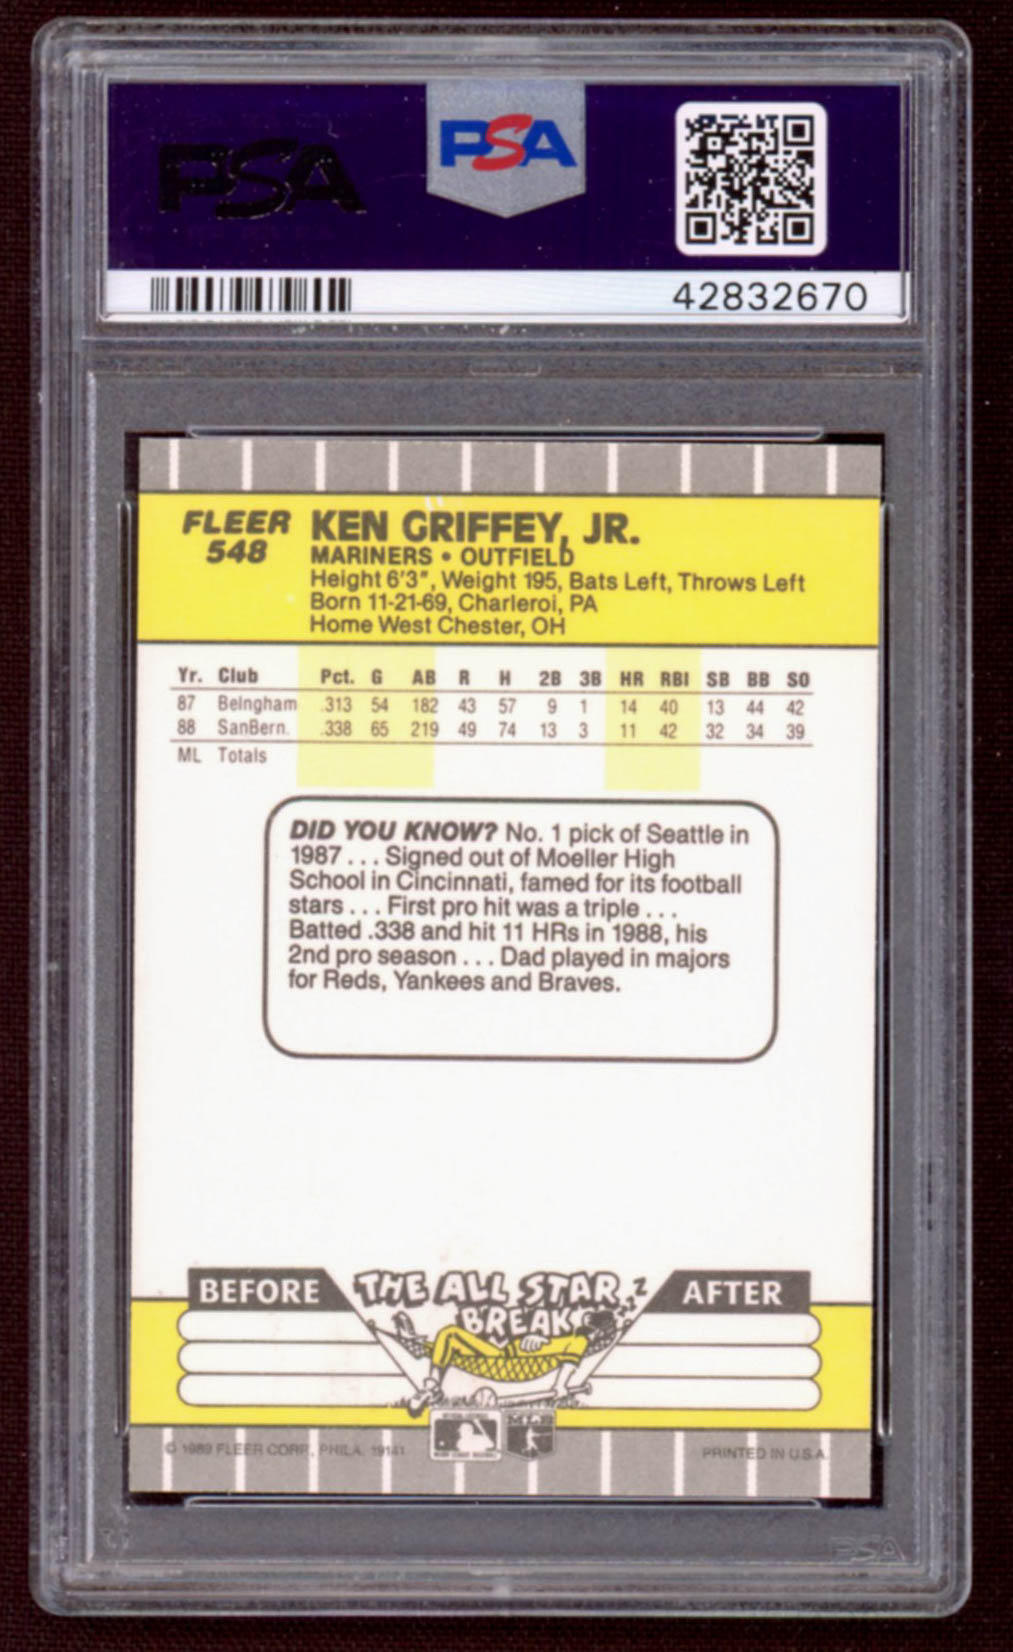 PSA
PSA
42832670
FLEER KEN GRIFFEY, JR.
548 MARINERS • OUTFIELD
Height 6'3", Weight 195, Bats Left, Throws Left
Born 11-21-69, Charleroi, PA
Home West Chester, OH
Yr. Club Pct. G AB R H 2B 3B HR RBI SB BB SO
87 Belngham .313 54 182 43 57 9 1 14 40 13 44 42
88 SanBern. .338 65 219 49 74 13 3 11 42 32 34 39
ML Totals
DID YOU KNOW? No. 1 pick of Seattle in
1987 . . . Signed out of Moeller High
School in Cincinnati, famed for its football
stars . . . First pro hit was a triple . . .
Batted .338 and hit 11 HRs in 1988, his
2nd pro season . . . Dad played in majors
for Reds, Yankees and Braves.
BEFORE THE ALL STAR BREAK zzZZ AFTER
© 1989 FLEER CORP., PHILA. 19141 PRINTED IN U.S.A.
PSA